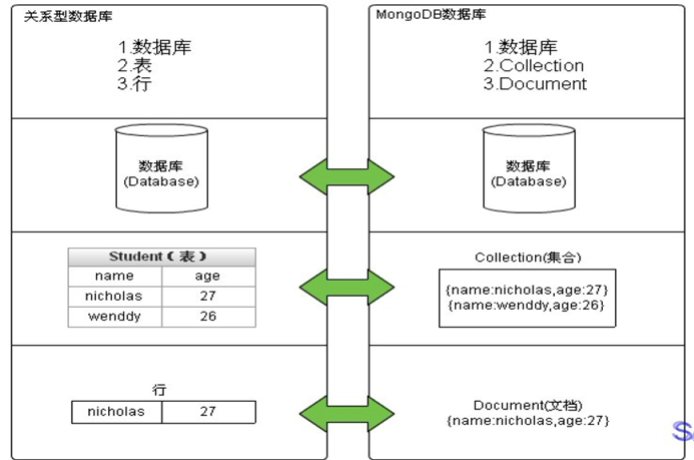 关系型数据库
1.数据库
2.表
3.行
数据库
(Database)
Student（表）
name age
nicholas 27
wenddy 26
行
nicholas 27
MongoDB数据库
1.数据库
2.Collection
3.Document
数据库
(Database)
Collection(集合)
{name:nicholas,age:27}
{name:wenddy,age:26}
Document(文档)
{name:nicholas,age:27}
S